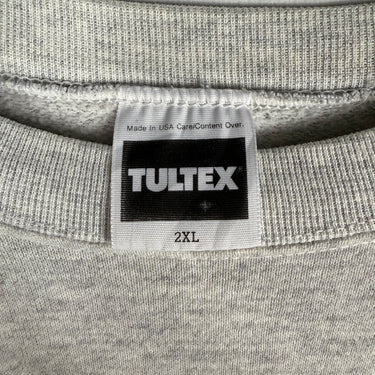 Made In USA Care/Content Over.
TULTEX®
2XL